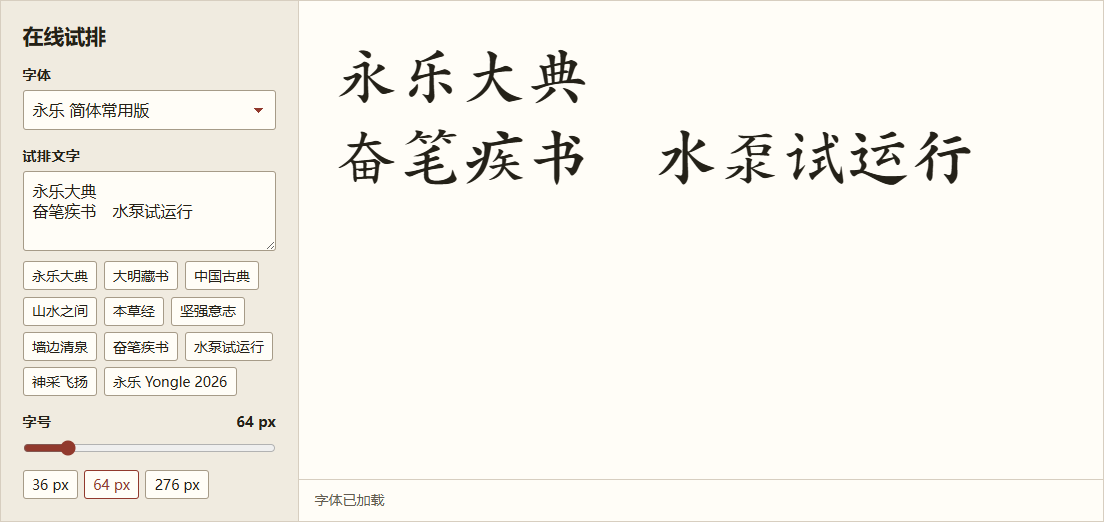 在线试排
字体
永乐 简体常用版
试排文字
永乐大典
奋笔疾书　水泵试运行
永乐大典 大明藏书 中国古典
山水之间 本草经 坚强意志
墙边清泉 奋笔疾书 水泵试运行
神采飞扬 永乐 Yongle 2026
字号 64 px
36 px 64 px 276 px
永乐大典
奋笔疾书　水泵试运行
字体已加载